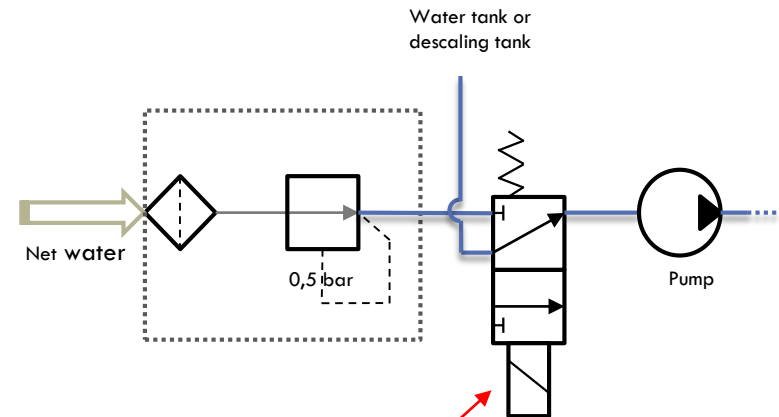 Water tank or
descaling tank
Net water
0,5 bar
Pump